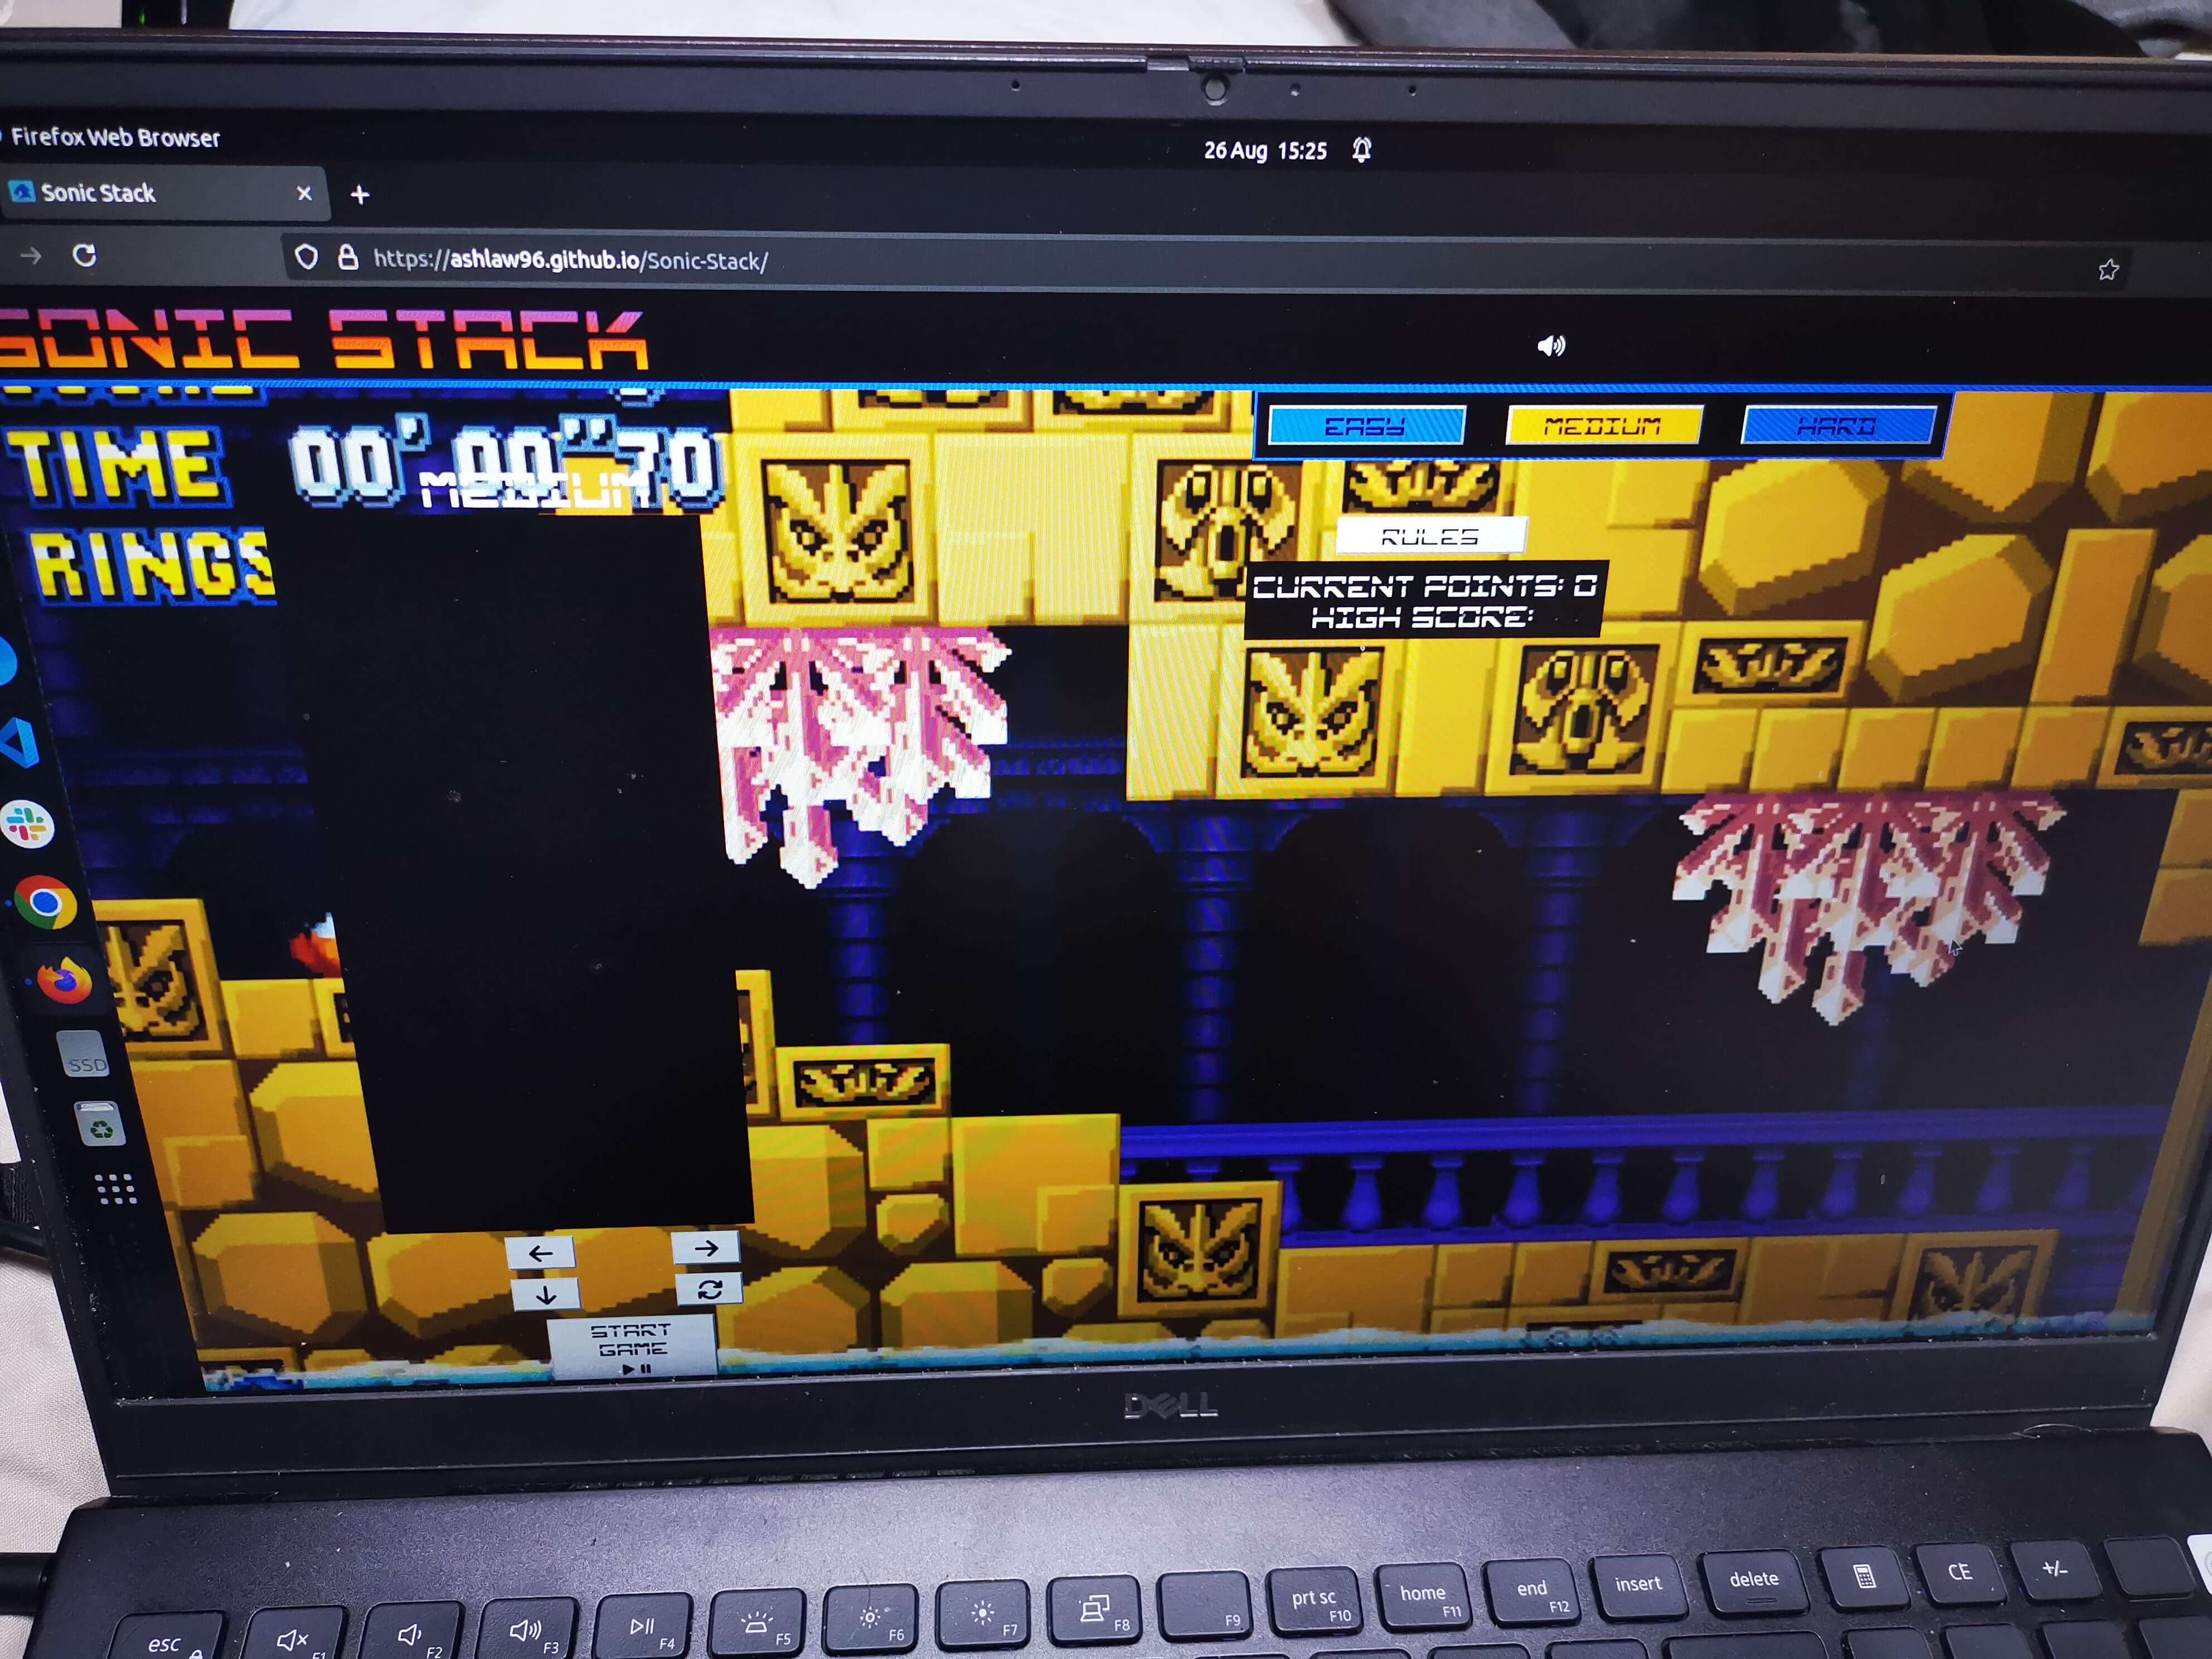 Firefox Web Browser
26 Aug 15:25
Sonic Stack
https://ashlaw96.github.io/Sonic-Stack/
SONIC STACK
EASY
MEDIUM
HARD
TIME
00'00"70
MEDIUM
RULES
RINGS
CURRENT POINTS: 0
HIGH SCORE:
SSD
START
GAME
DELL
esc
F1
F2
F3
F4
F5
F6
F7
F8
F9
prt sc
F10
home
F11
end
F12
insert
delete
CE
+/-